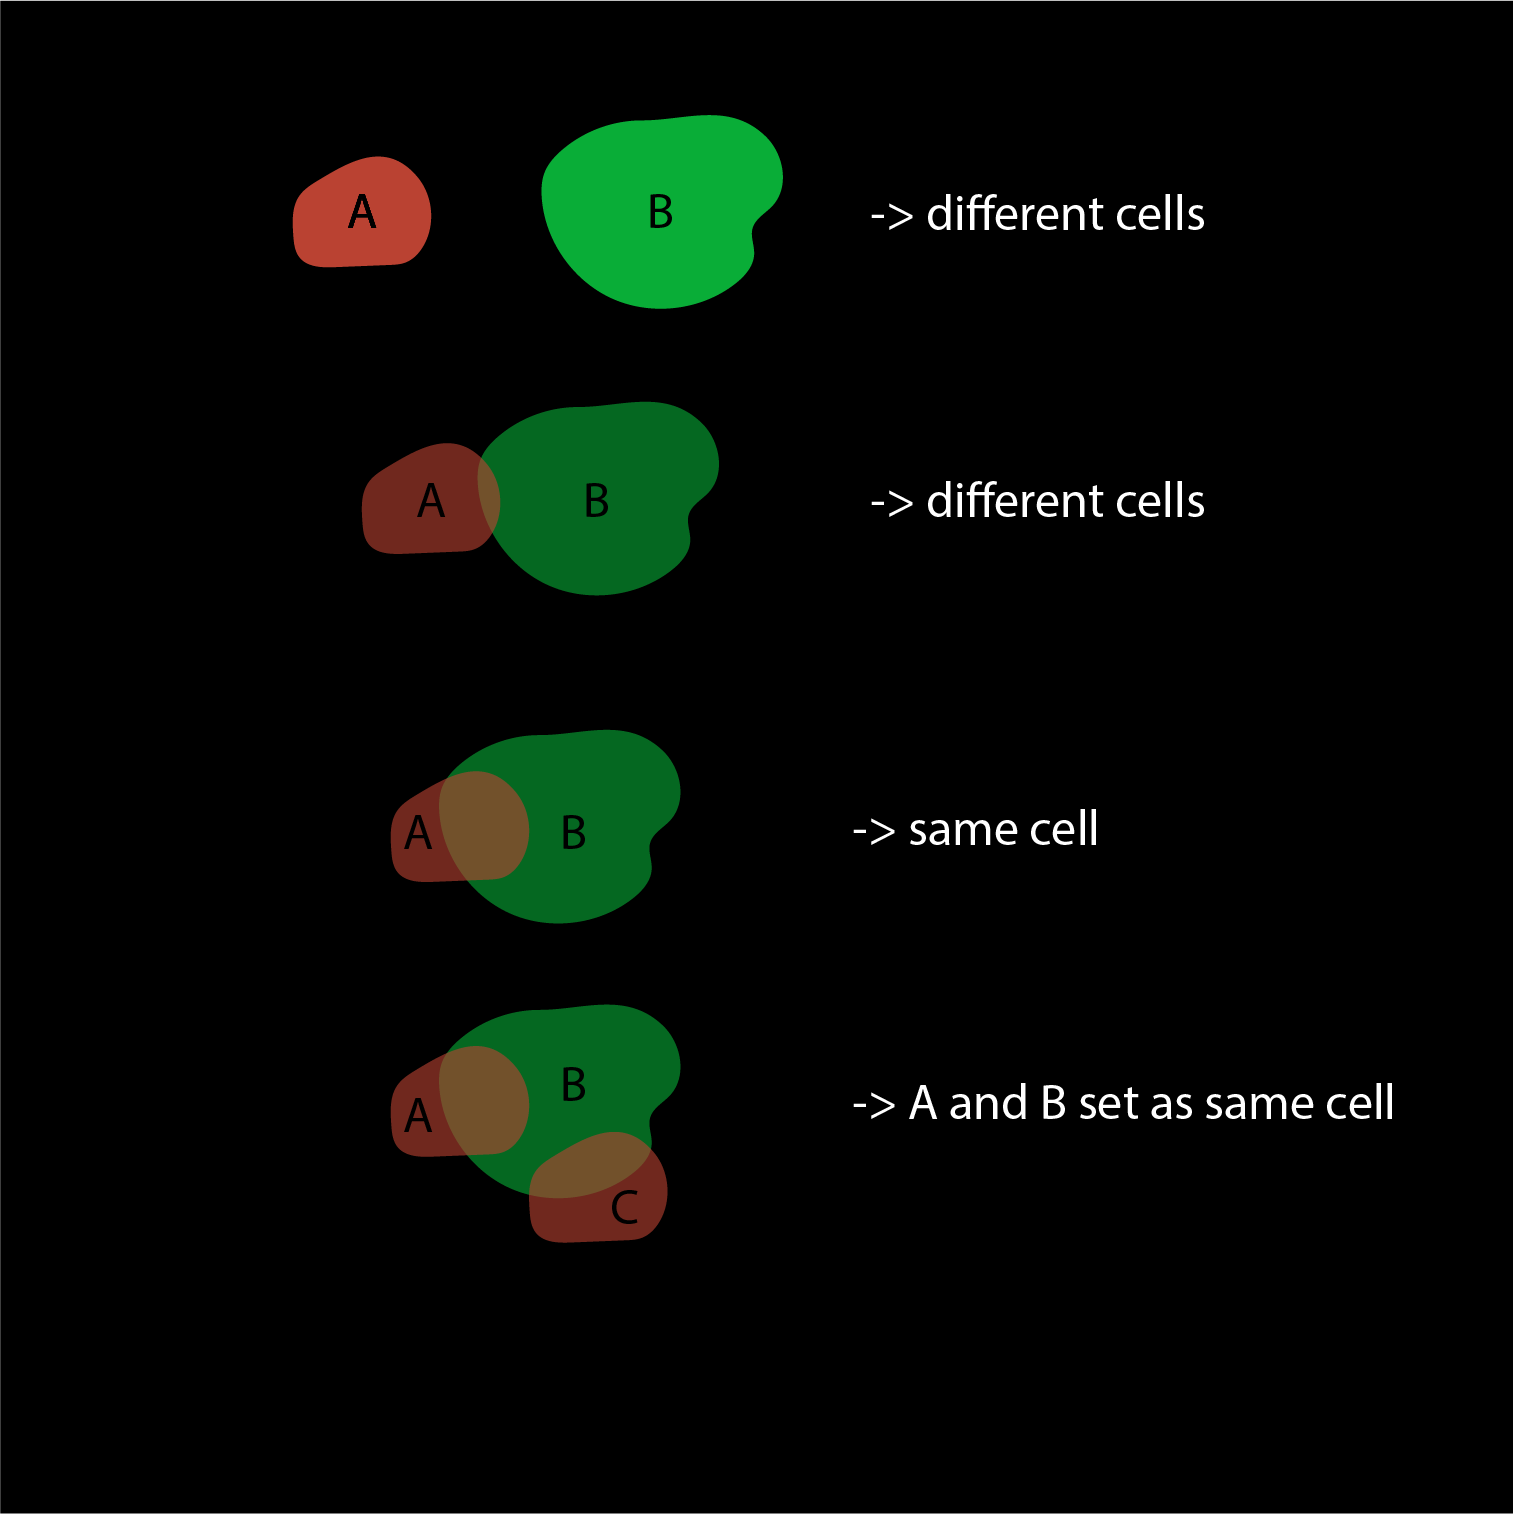 A B -> different cells
A B -> different cells
A B -> same cell
B
A -> A and B set as same cell
C